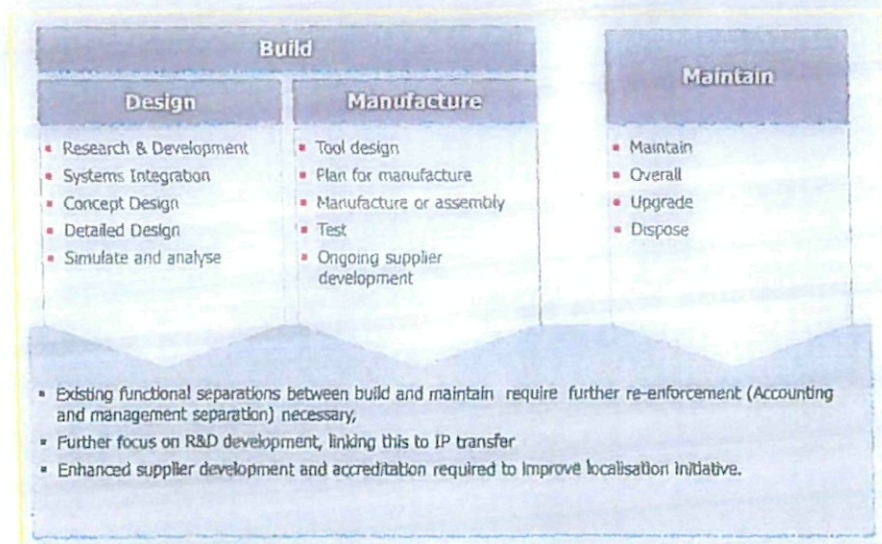 Build
Design
Research & Development
Systems Integration
Concept Design
Detailed Design
Simulate and analyse
Manufacture
Tool design
Plan for manufacture
Manufacture or assembly
Test
Ongoing supplier
development
Maintain
Maintain
Overall
Upgrade
Dispose
Existing functional separations between build and maintain require further re-enforcement (Accounting
and management separation) necessary,
Further focus on R&D development, linking this to IP transfer
Enhanced supplier development and accreditation required to improve localisation initiative.